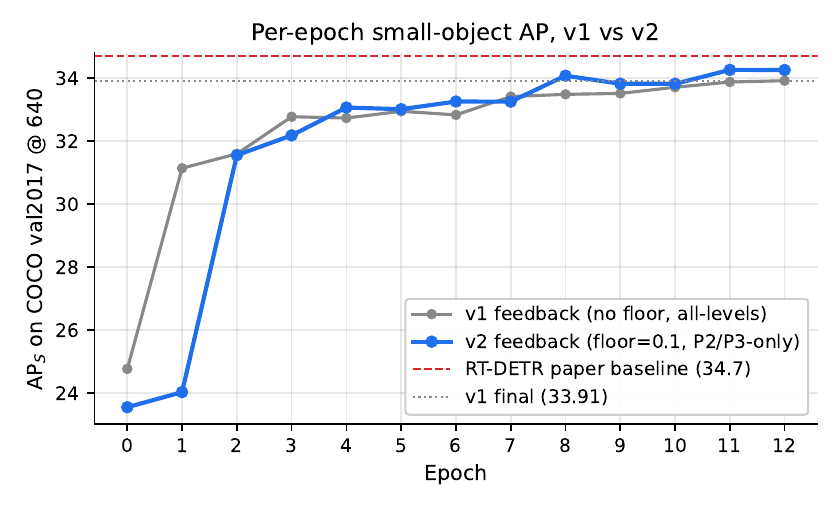 Per-epoch small-object AP, v1 vs v2
AP_S on COCO val2017 @ 640
34
32
30
28
26
24
v1 feedback (no floor, all-levels)
v2 feedback (floor=0.1, P2/P3-only)
RT-DETR paper baseline (34.7)
v1 final (33.91)
0 1 2 3 4 5 6 7 8 9 10 11 12
Epoch